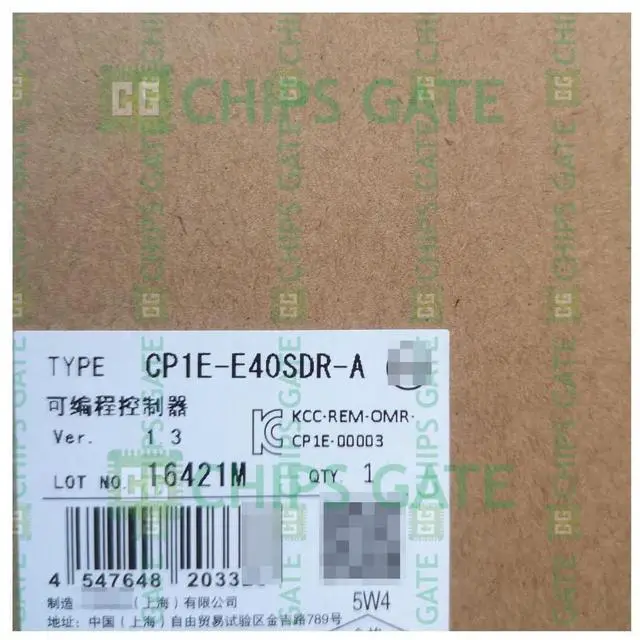 CG CHIPS GATE
TYPE CP1E-E40SDR-A
可编程控制器
Ver. 1.3
KCC-REM-OMR-
CP1E-00003
LOT NO. 16421M QTY. 1
CHIPS GATE
4 547648 2033
5W4
制造 (上海)有限公司
地址: 中国(上海)自由贸易试验区金吉路789号